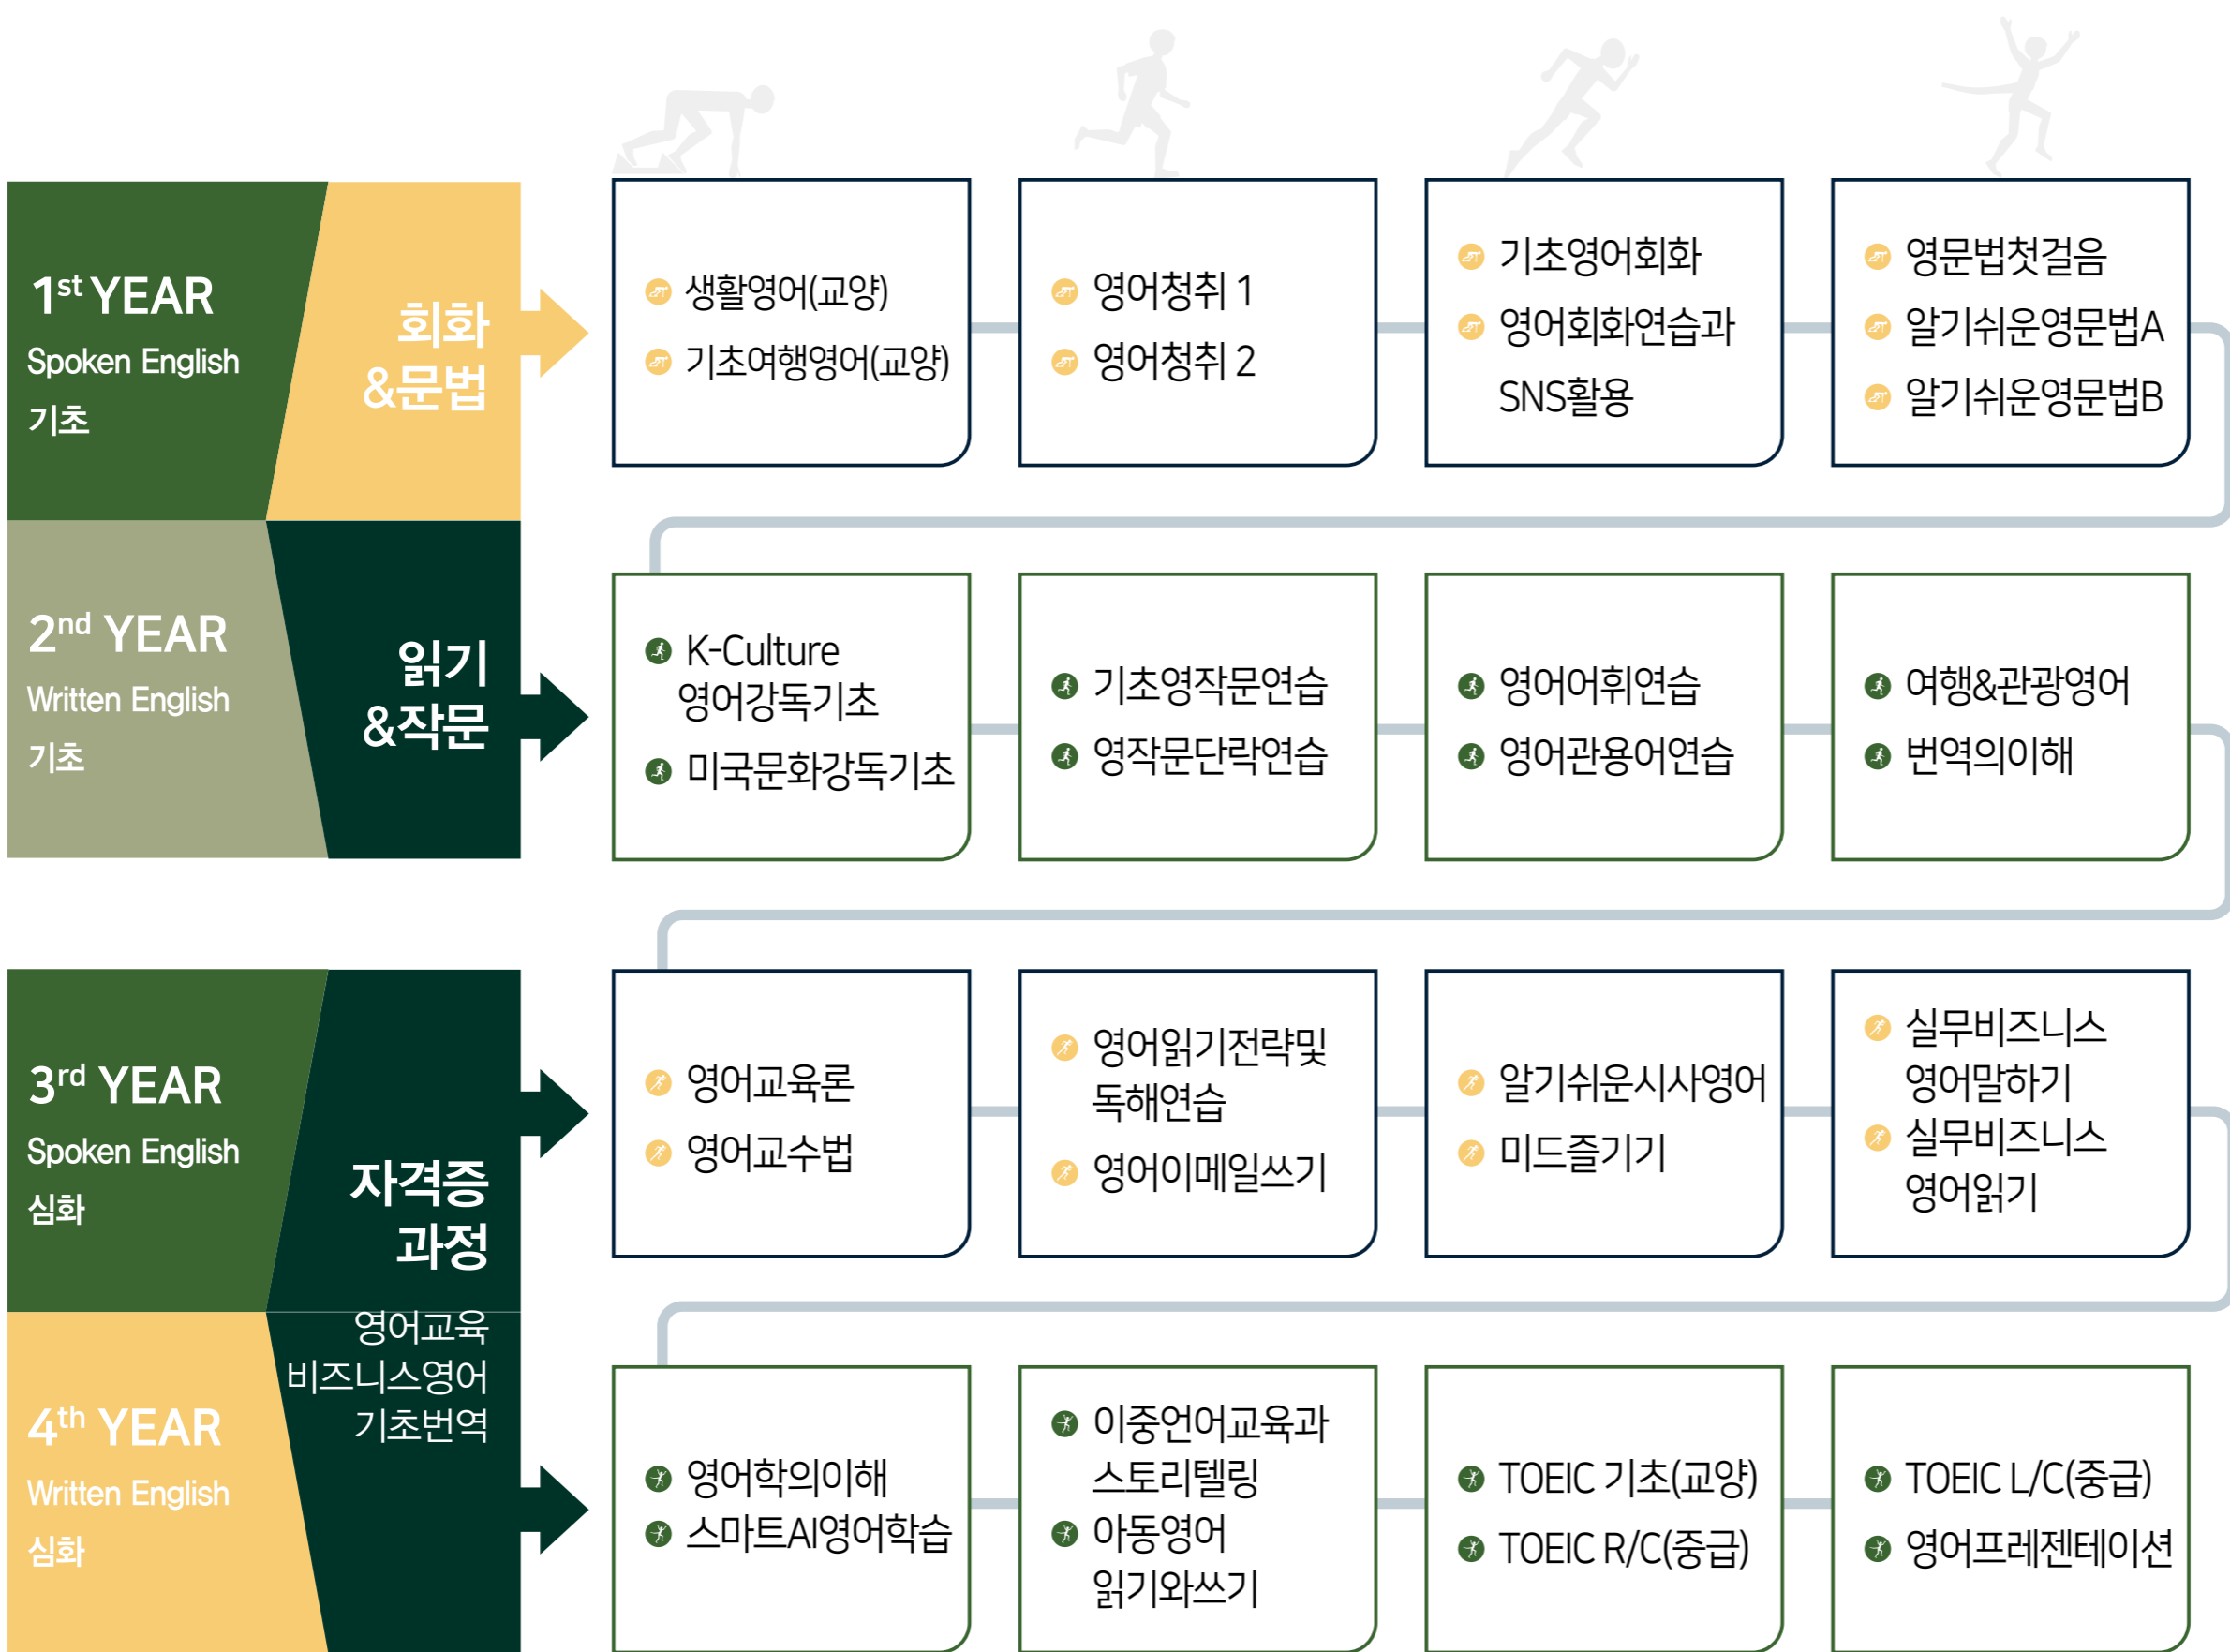 1st YEAR
Spoken English
기초
회화
&문법
생활영어(교양)
기초여행영어(교양)
영어청취 1
영어청취 2
기초영어회화
영어회화연습과
SNS활용
영문법첫걸음
알기쉬운영문법A
알기쉬운영문법B
2nd YEAR
Written English
기초
읽기
&작문
K-Culture
영어강독기초
미국문화강독기초
기초영작문연습
영작문단락연습
영어어휘연습
영어관용어연습
여행&관광영어
번역의이해
3rd YEAR
Spoken English
심화
자격증
과정
영어교육
비즈니스영어
기초번역
영어교육론
영어교수법
영어읽기전략및
독해연습
영어이메일쓰기
알기쉬운시사영어
미드즐기기
실무비즈니스
영어말하기
실무비즈니스
영어읽기
4th YEAR
Written English
심화
영어학의이해
스마트AI영어학습
이중언어교육과
스토리텔링
아동영어
읽기와쓰기
TOEIC 기초(교양)
TOEIC R/C(중급)
TOEIC L/C(중급)
영어프레젠테이션